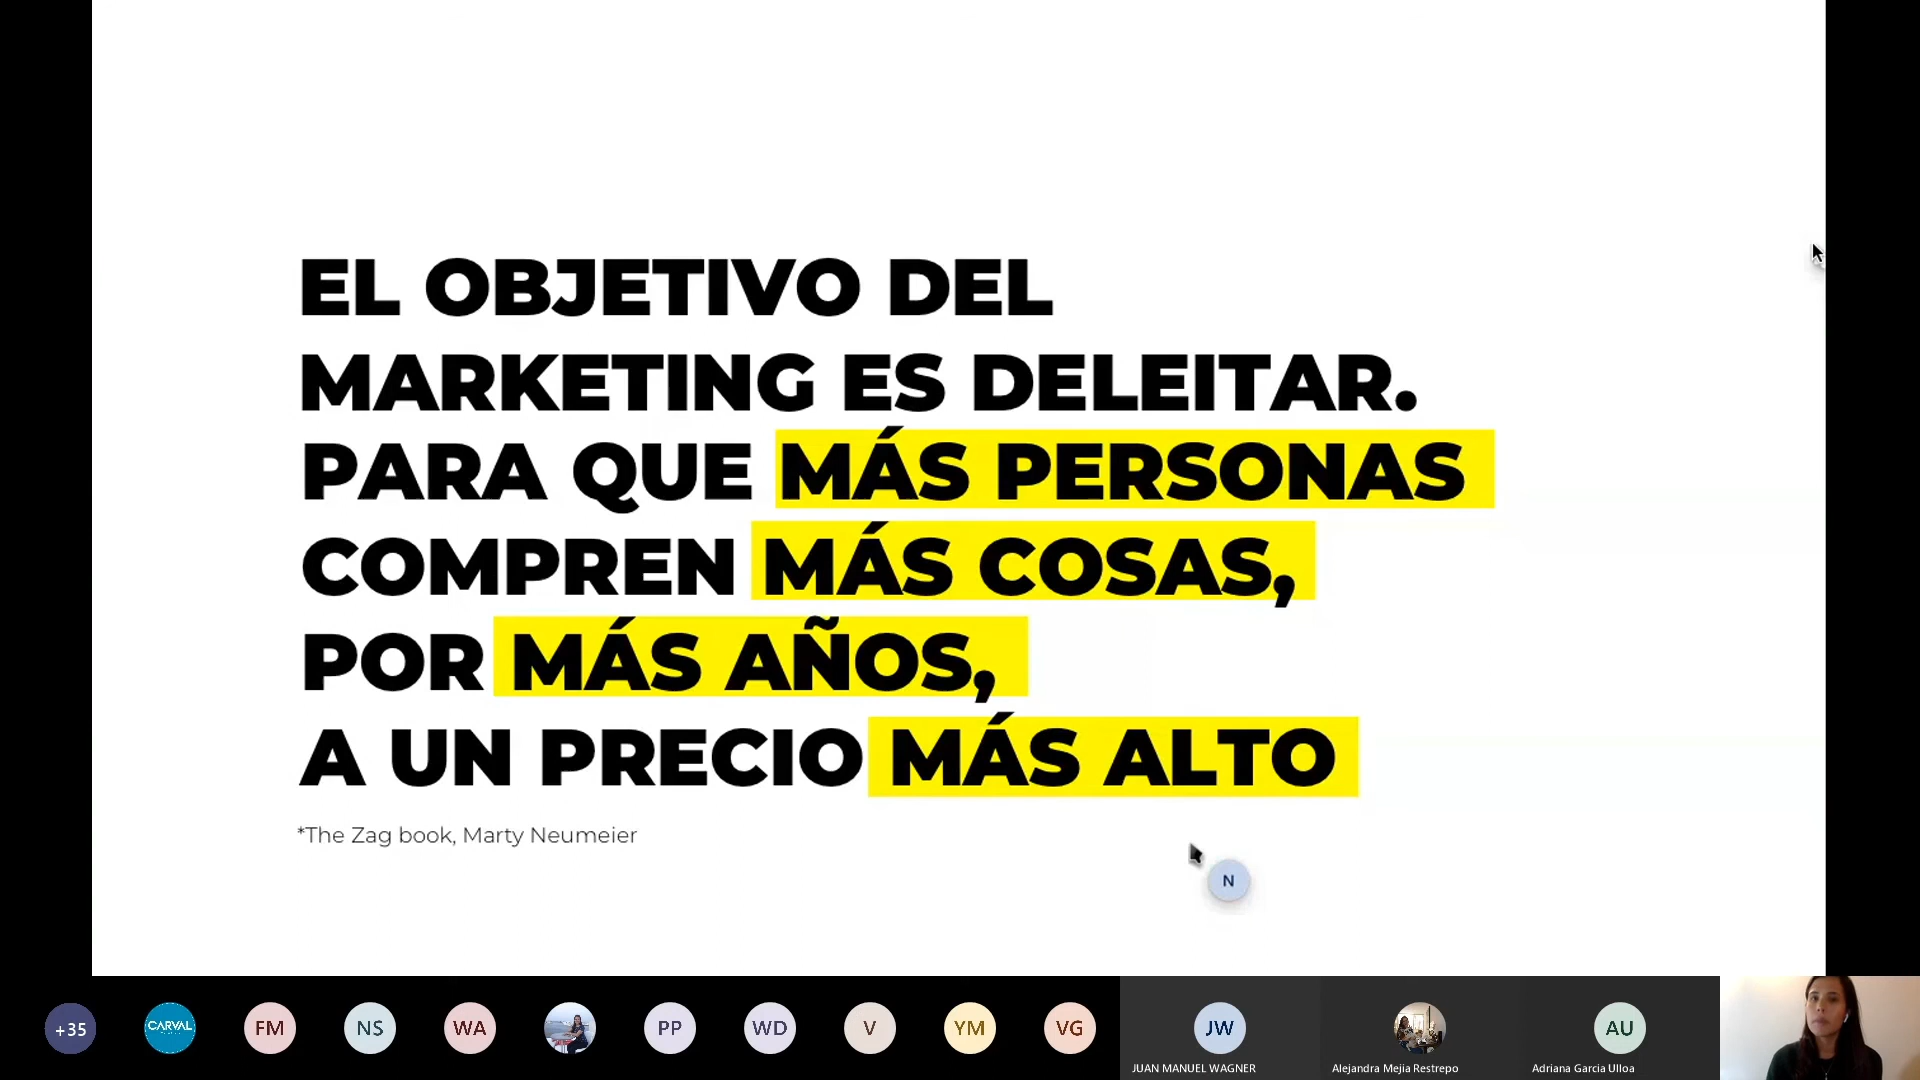 EL OBJETIVO DEL
MARKETING ES DELEITAR.
PARA QUE MÁS PERSONAS
COMPREN MÁS COSAS,
POR MÁS AÑOS,
A UN PRECIO MÁS ALTO
*The Zag book, Marty Neumeier
N
+35
CARVAL
FM
NS
WA
PP
WD
V
YM
VG
JW
AU
JUAN MANUEL WAGNER
Alejandra Mejia Restrepo
Adriana Garcia Ulloa